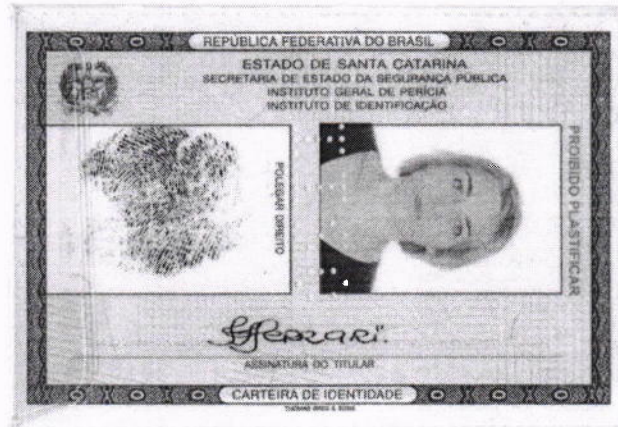 REPÚBLICA FEDERATIVA DO BRASIL
ESTADO DE SANTA CATARINA
SECRETARIA DE ESTADO DA SEGURANÇA PÚBLICA
INSTITUTO GERAL DE PERÍCIA
INSTITUTO DE IDENTIFICAÇÃO
POLEGAR DIREITO
PROIBIDO PLASTIFICAR
Ferrari.
ASSINATURA DO TITULAR
CARTEIRA DE IDENTIDADE